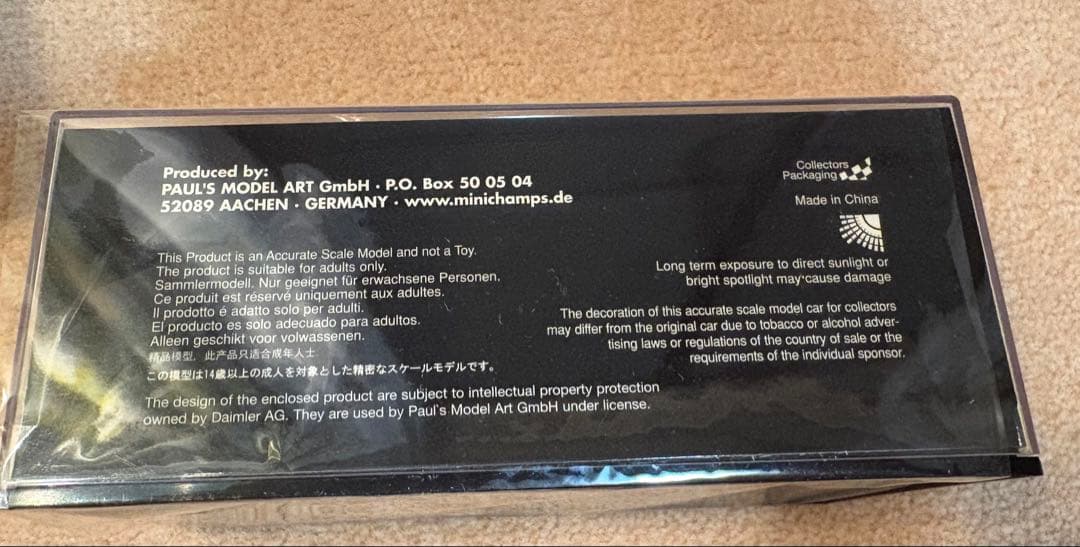 Produced by:
PAUL'S MODEL ART GmbH · P.O. Box 50 05 04
52089 AACHEN · GERMANY · www.minichamps.de
This Product is an Accurate Scale Model and not a Toy.
The product is suitable for adults only.
Sammlermodell. Nur geeignet für erwachsene Personen.
Ce produit est réservé uniquement aux adultes.
Il prodotto é adatto solo per adulti.
El producto es solo adecuado para adultos.
Alleen geschikt voor volwassenen.
精品模型，此产品只适合成年人士
この模型は14歳以上の成人を対象とした精密なスケールモデルです。
The design of the enclosed product are subject to intellectual property protection
owned by Daimler AG. They are used by Paul's Model Art GmbH under license.
Collectors
Packaging
Made in China
Long term exposure to direct sunlight or
bright spotlight may cause damage
The decoration of this accurate scale model car for collectors
may differ from the original car due to tobacco or alcohol adver-
tising laws or regulations of the country of sale or the
requirements of the individual sponsor.